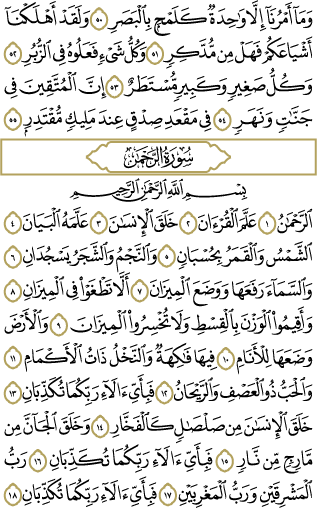 وَمَآ أَمْرُنَآ إِلَّا وَٰحِدَةٌ كَلَمْحٍۭ بِٱلْبَصَرِ ٥٠ وَلَقَدْ أَهْلَكْنَآ
أَشْيَاعَكُمْ فَهَلْ مِن مُّدَّكِرٍ ٥١ وَكُلُّ شَىْءٍ فَعَلُوهُ فِى ٱلزُّبُرِ ٥٢
وَكُلُّ صَغِيرٍ وَكَبِيرٍ مُّسْتَطَرٌ ٥٣ إِنَّ ٱلْمُتَّقِينَ فِى
جَنَّٰتٍ وَنَهَرٍ ٥٤ فِى مَقْعَدِ صِدْقٍ عِندَ مَلِيكٍ مُّقْتَدِرٍۭ ٥٥
سُورَةُ الرَّحْمَٰن
بِسْمِ ٱللَّهِ ٱلرَّحْمَٰنِ ٱلرَّحِيمِ
ٱلرَّحْمَٰنُ ١ عَلَّمَ ٱلْقُرْءَانَ ٢ خَلَقَ ٱلْإِنسَٰنَ ٣ عَلَّمَهُ ٱلْبَيَانَ ٤
ٱلشَّمْسُ وَٱلْقَمَرُ بِحُسْبَانٍ ٥ وَٱلنَّجْمُ وَٱلشَّجَرُ يَسْجُدَانِ ٦
وَٱلسَّمَآءَ رَفَعَهَا وَوَضَعَ ٱلْمِيزَانَ ٧ أَلَّا تَطْغَوْا۟ فِى ٱلْمِيزَانِ ٨
وَأَقِيمُوا۟ ٱلْوَزْنَ بِٱلْقِسْطِ وَلَا تُخْسِرُوا۟ ٱلْمِيزَانَ ٩ وَٱلْأَرْضَ
وَضَعَهَا لِلْأَنَامِ ١٠ فِيهَا فَٰكِهَةٌ وَٱلنَّخْلُ ذَاتُ ٱلْأَكْمَامِ ١١
وَٱلْحَبُّ ذُو ٱلْعَصْفِ وَٱلرَّيْحَانُ ١٢ فَبِأَىِّ ءَالَآءِ رَبِّكُمَا تُكَذِّبَانِ ١٣
خَلَقَ ٱلْإِنسَٰنَ مِن صَلْصَٰلٍ كَٱلْفَخَّارِ ١٤ وَخَلَقَ ٱلْجَآنَّ مِن
مَّارِجٍ مِّن نَّارٍ ١٥ فَبِأَىِّ ءَالَآءِ رَبِّكُمَا تُكَذِّبَانِ ١٦ رَبُّ
ٱلْمَشْرِقَيْنِ وَرَبُّ ٱلْمَغْرِبَيْنِ ١٧ فَبِأَىِّ ءَالَآءِ رَبِّكُمَا تُكَذِّبَانِ ١٨